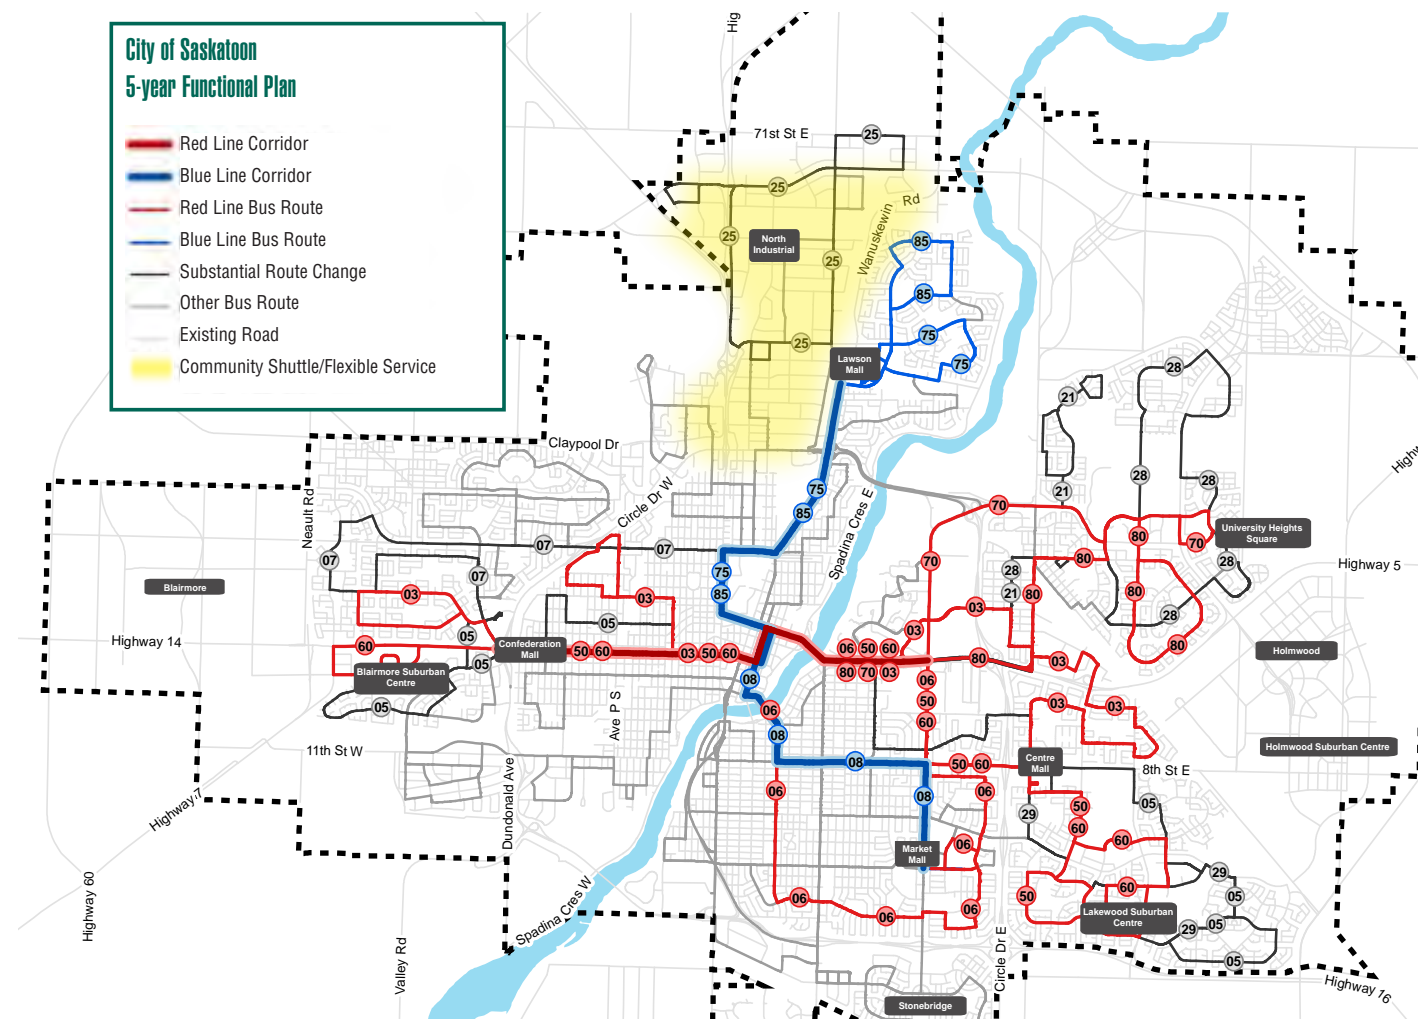 City of Saskatoon
5-year Functional Plan
Red Line Corridor
Blue Line Corridor
Red Line Bus Route
Blue Line Bus Route
Substantial Route Change
Other Bus Route
Existing Road
Community Shuttle/Flexible Service
Hig
71st St E
25
25
Wanuskewin Rd
25
North
Industrial
25
85
85
25
75
75
Lawson
Mall
28
21
Claypool Dr
Highw
Circle Dr W
Neault Rd
75
85
Spadina Cres E
28
28
21
70
University Heights
Square
07
07
07
07
80
70
70
80
28
28
Highway 5
75
85
Blairmore
03
03
21
80
80
28
03
03
05
05
Highway 14
60
Confederation
Mall
50
60
03
50
60
06
50
60
80
70
03
80
03
80
Holmwood
05
Blairmore Suburban
Centre
05
08
06
50
60
03
03
Ave P S
06
08
11th St W
Holmwood Suburban Centre
08
50
60
Centre
Mall
8th St E
Dundonald Ave
06
08
06
50
60
05
29
Highway 7
06
60
Market
Mall
29
Highway 60
Spadina Cres W
06
06
06
50
60
05
Lakewood Suburban
Centre
29
05
05
Valley Rd
Circle Dr E
Highway 16
Stonebridge